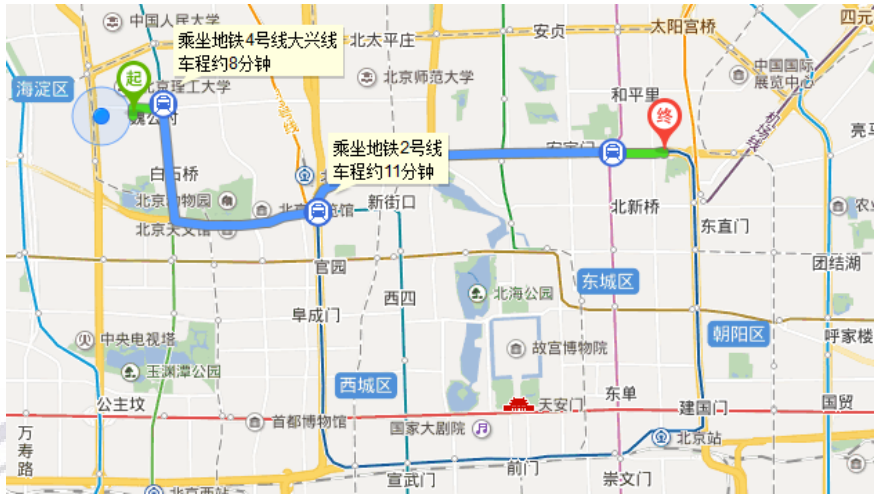 中国人民大学
乘坐地铁4号线大兴线
车程约8分钟
北太平庄
安贞
太阳宫桥
四元
海淀区
起
北京理工大学
北京师范大学
中国国际
展览中心
和平里
号线
机场线
终
魏公村
亮马
乘坐地铁2号线
车程约11分钟
安定门
白石桥
北京动物园
新街口
北新桥
东直门
农业
北京天文馆
览馆
官园
团结湖
西四
北海公园
东城区
阜成门
中央电视塔
故宫博物院
朝阳区
呼家楼
玉渊潭公园
西城区
公主坟
天安门
东单
建国门
国贸
首都博物馆
国家大剧院
万寿路
北京站
前门
宣武门
崇文门
北京西站